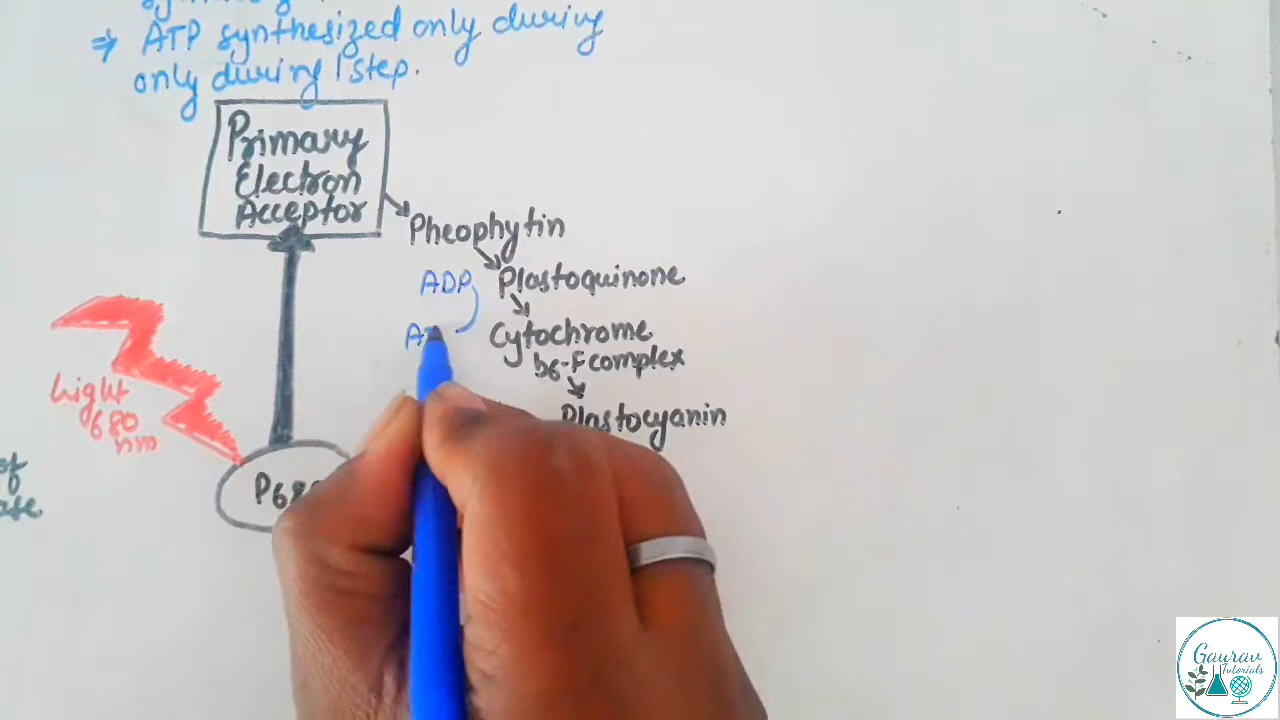 ⇒ ATP synthesized only during
only during 1 step.
Primary
Electron
Acceptor
Pheophytin
ADP
Plastoquinone
Cytochrome
b6-F complex
Plastocyanin
Light
680
nm
of
Gaurav
Tutorials